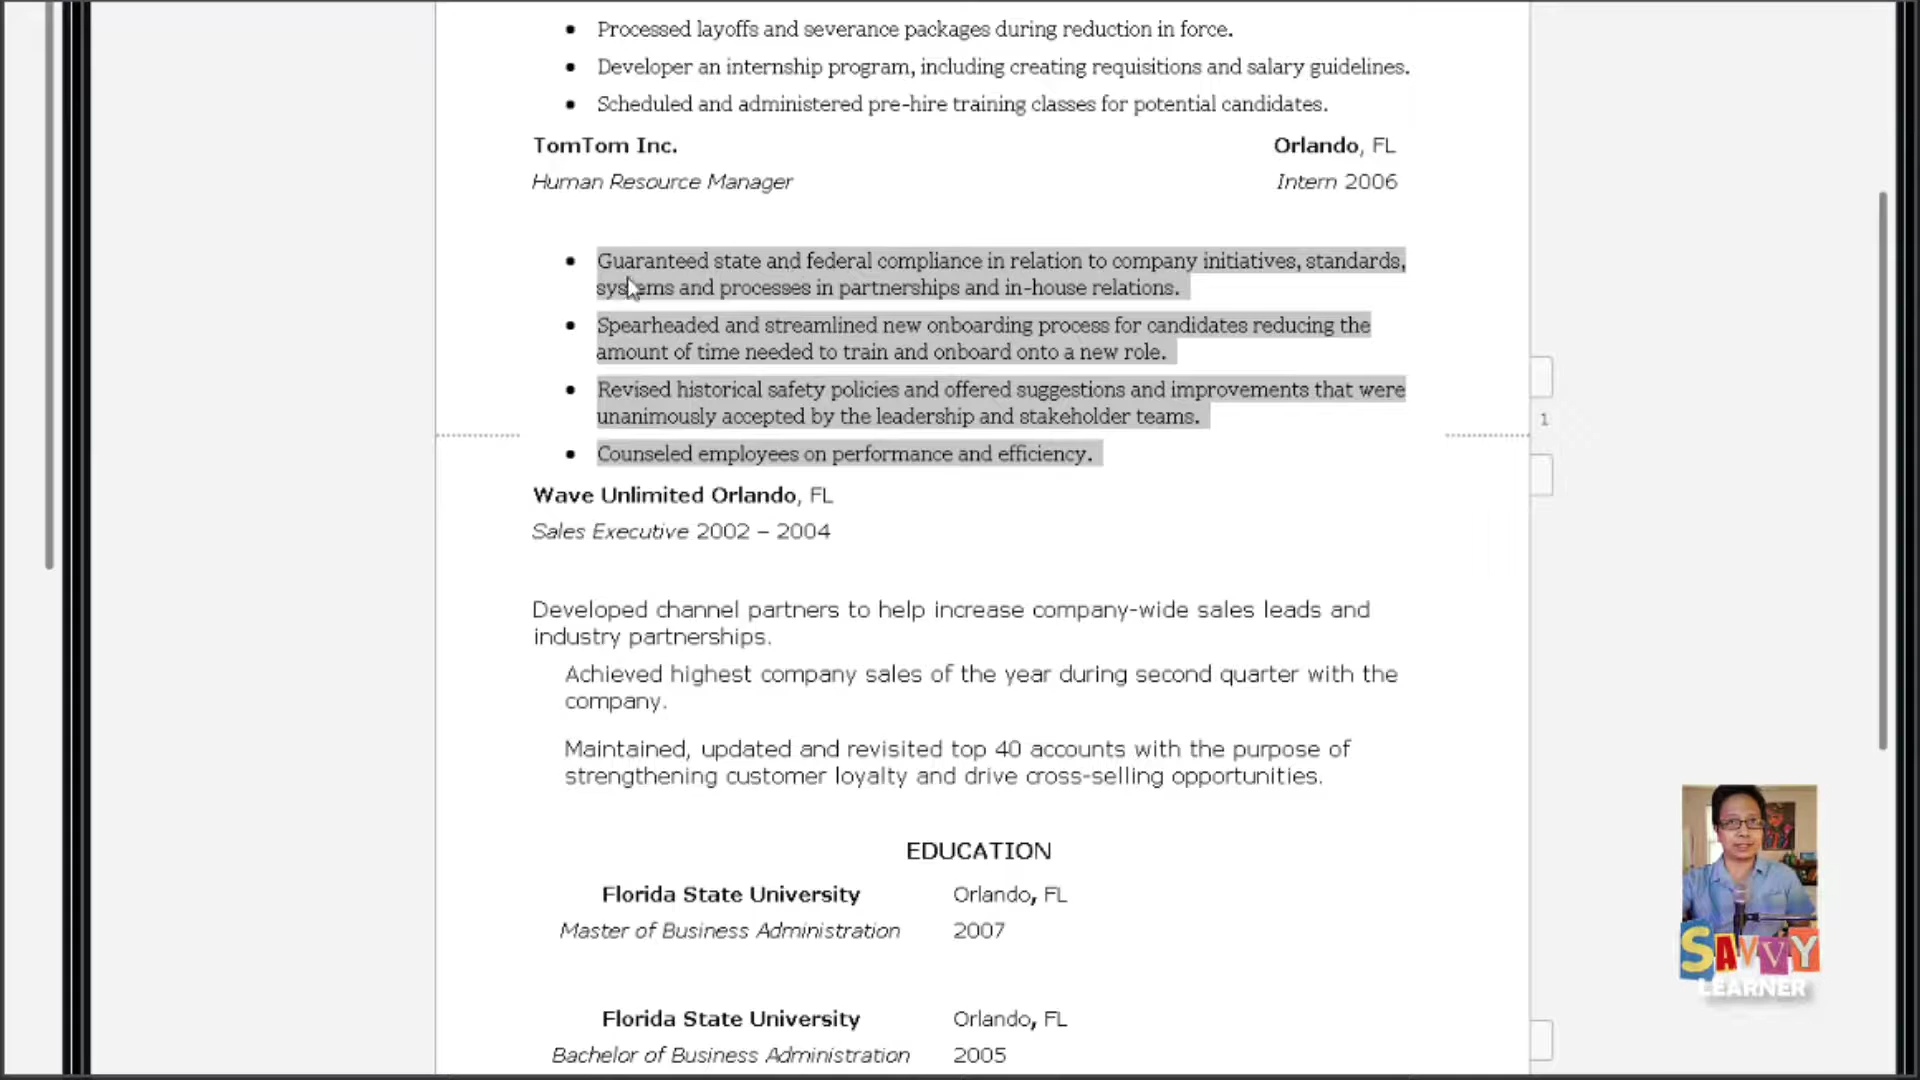 • Processed layoffs and severance packages during reduction in force.
• Developer an internship program, including creating requisitions and salary guidelines.
• Scheduled and administered pre-hire training classes for potential candidates.
TomTom Inc. Orlando, FL
Human Resource Manager Intern 2006
• Guaranteed state and federal compliance in relation to company initiatives, standards,
systems and processes in partnerships and in-house relations.
• Spearheaded and streamlined new onboarding process for candidates reducing the
amount of time needed to train and onboard onto a new role.
• Revised historical safety policies and offered suggestions and improvements that were
unanimously accepted by the leadership and stakeholder teams.
1
• Counseled employees on performance and efficiency.
Wave Unlimited Orlando, FL
Sales Executive 2002 – 2004
Developed channel partners to help increase company-wide sales leads and
industry partnerships.
Achieved highest company sales of the year during second quarter with the
company.
Maintained, updated and revisited top 40 accounts with the purpose of
strengthening customer loyalty and drive cross-selling opportunities.
EDUCATION
Florida State University Orlando, FL
Master of Business Administration 2007
Florida State University Orlando, FL
Bachelor of Business Administration 2005
SAVVY
LEARNER